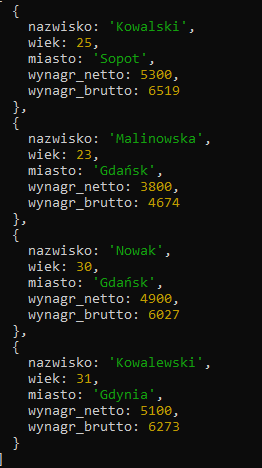 {
nazwisko: 'Kowalski',
wiek: 25,
miasto: 'Sopot',
wynagr_netto: 5300,
wynagr_brutto: 6519
},
{
nazwisko: 'Malinowska',
wiek: 23,
miasto: 'Gdańsk',
wynagr_netto: 3800,
wynagr_brutto: 4674
},
{
nazwisko: 'Nowak',
wiek: 30,
miasto: 'Gdańsk',
wynagr_netto: 4900,
wynagr_brutto: 6027
},
{
nazwisko: 'Kowalewski',
wiek: 31,
miasto: 'Gdynia',
wynagr_netto: 5100,
wynagr_brutto: 6273
}